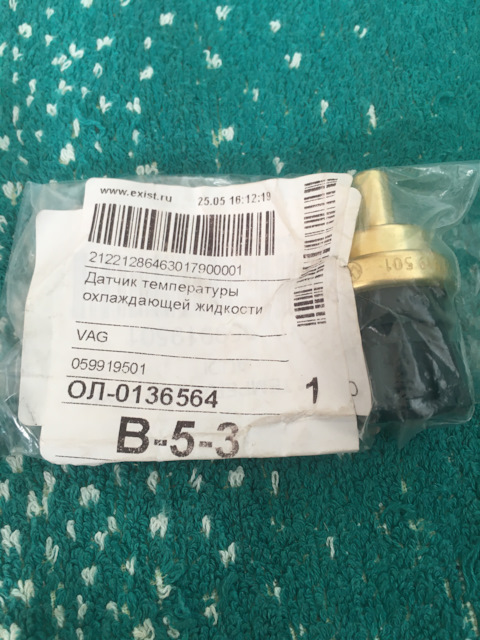 www.exist.ru 25.05 16:12:19
21221286463017900001
Датчик температуры
охлаждающей жидкости
VAG
059919501
ОЛ-0136564 1
В-5-3
501